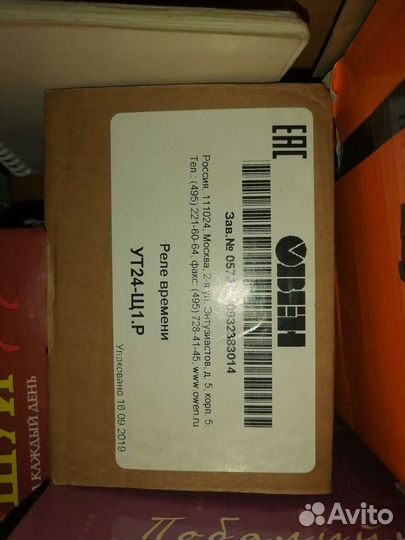 EAC
ОВЕН
Россия, 111024, Москва, 2-я ул. Энтузиастов, д. 5, корп. 5,
Тел.: (495) 221-60-64, факс: (495) 728-41-45, www.owen.ru
Реле времени
УТ24-Щ1.Р
Упаковано 16.09.2019
Зав.№
КАЖДЫЙ ДЕНЬ
Avito